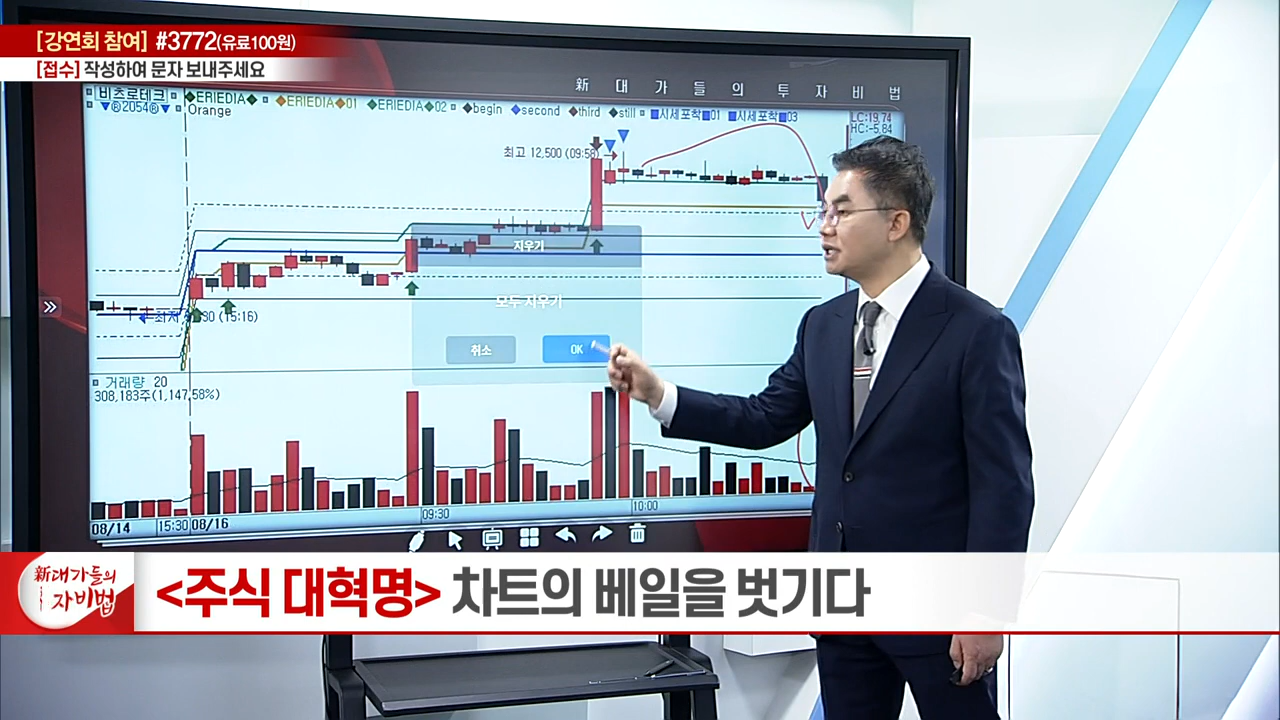 [강연회 참여] #3772(유료100원)
[접수] 작성하여 문자 보내주세요
新 대 가 들 의 투 자 비 법
비츠로테크 ◆ERIEDIA◆ ◆ERIEDIA◆01 ◆ERIEDIA◆02 ◆begin ◆second ◆third ◆still ■시세포착■01 ■시세포착■03
▼®2054®▼ Orange
LC:19.74
HC:-5.84
최고 12,500 (09:58)
지우기
모두 지우기
(15:16)
취소
OK
거래량 20
308,183주(1,147.58%)
08/14 15:30 08/16 09:30 10:00
新대가들의
자비법
<주식 대혁명> 차트의 베일을 벗기다